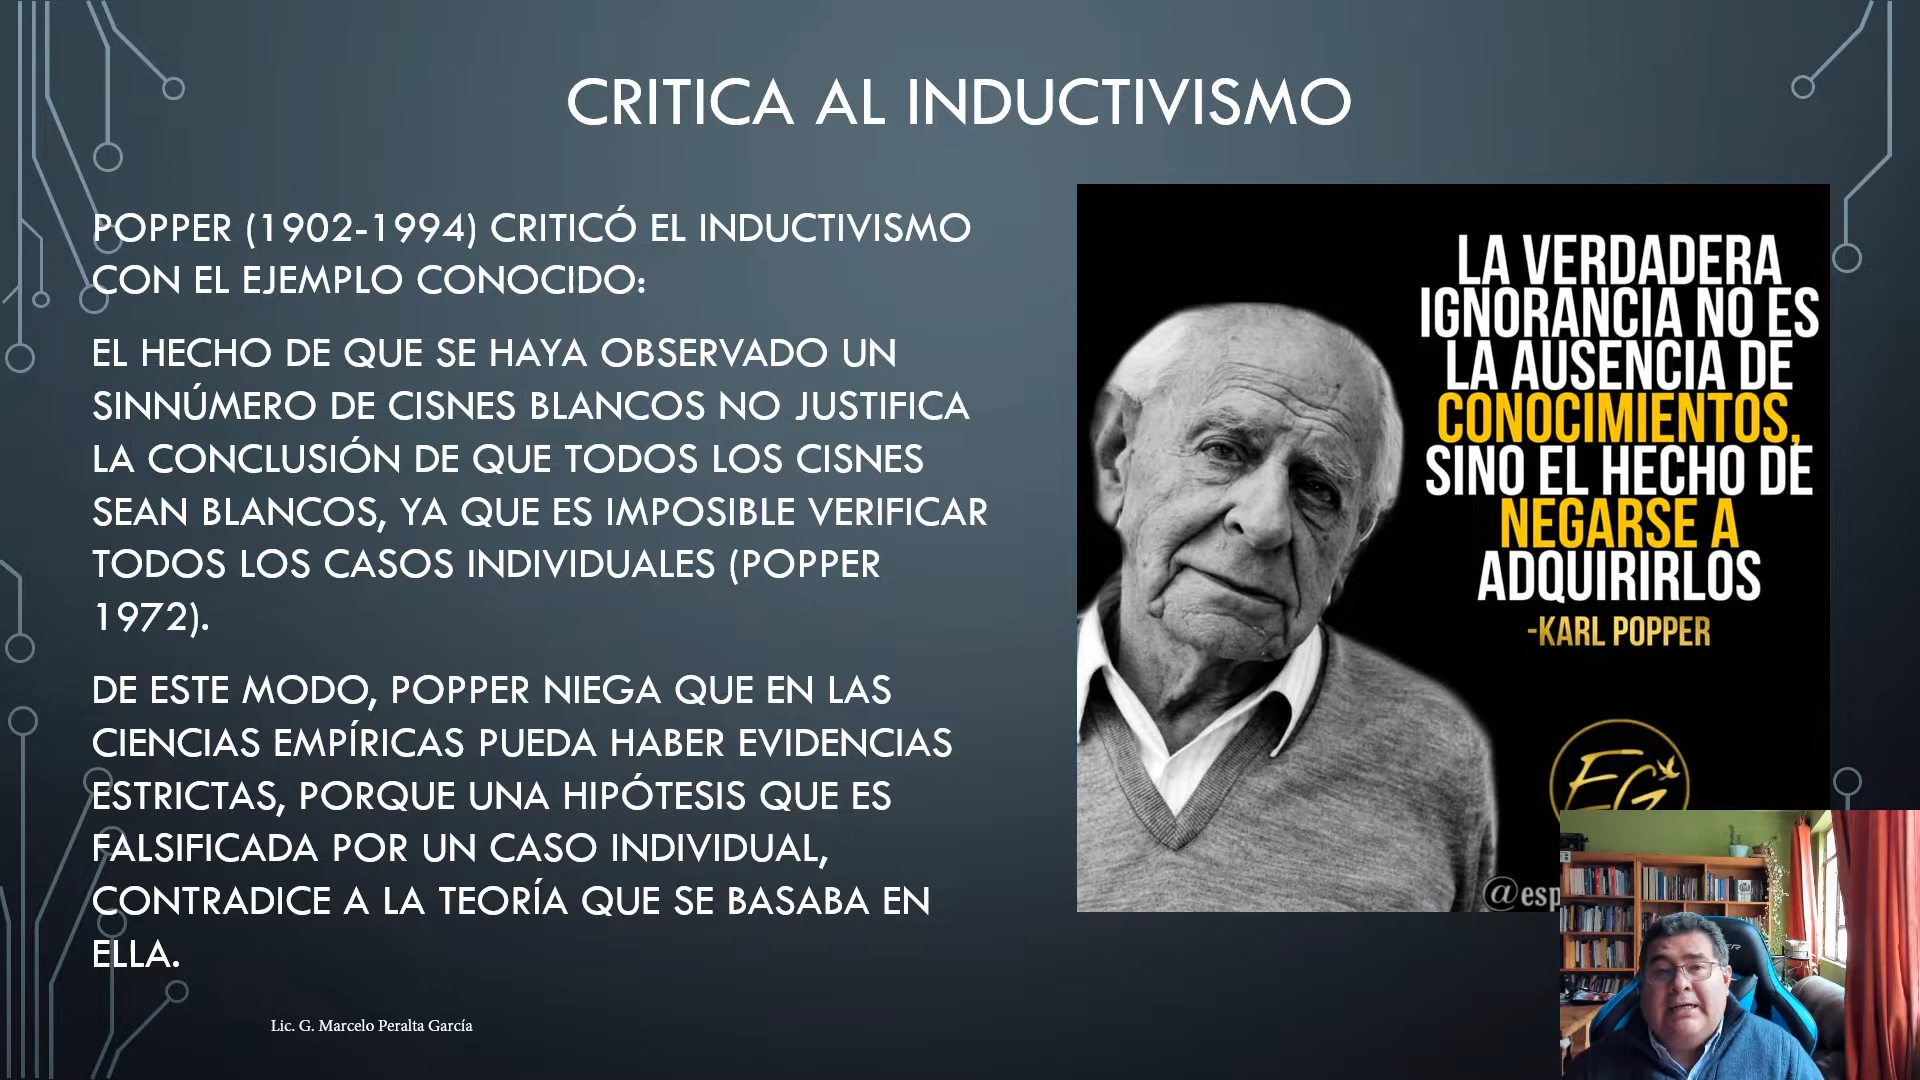 CRITICA AL INDUCTIVISMO
POPPER (1902-1994) CRITICÓ EL INDUCTIVISMO
CON EL EJEMPLO CONOCIDO:
EL HECHO DE QUE SE HAYA OBSERVADO UN
SINNÚMERO DE CISNES BLANCOS NO JUSTIFICA
LA CONCLUSIÓN DE QUE TODOS LOS CISNES
SEAN BLANCOS, YA QUE ES IMPOSIBLE VERIFICAR
TODOS LOS CASOS INDIVIDUALES (POPPER
1972).
DE ESTE MODO, POPPER NIEGA QUE EN LAS
CIENCIAS EMPÍRICAS PUEDA HABER EVIDENCIAS
ESTRICTAS, PORQUE UNA HIPÓTESIS QUE ES
FALSIFICADA POR UN CASO INDIVIDUAL,
CONTRADICE A LA TEORÍA QUE SE BASABA EN
ELLA.
LA VERDADERA
IGNORANCIA NO ES
LA AUSENCIA DE
CONOCIMIENTOS,
SINO EL HECHO DE
NEGARSE A
ADQUIRIRLOS
-KARL POPPER
EG
@esp
Lic. G. Marcelo Peralta García